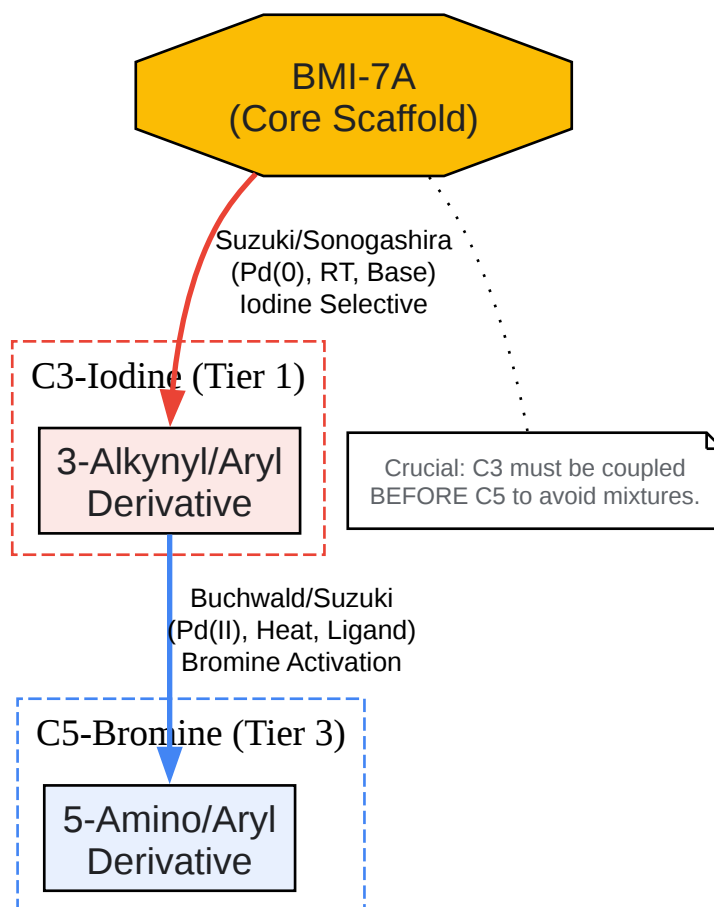 BMI-7A
(Core Scaffold)
Suzuki/Sonogashira
(Pd(0), RT, Base)
Iodine Selective
C3-Iodine (Tier 1)
3-Alkynyl/Aryl
Derivative
Crucial: C3 must be coupled
BEFORE C5 to avoid mixtures.
Buchwald/Suzuki
(Pd(II), Heat, Ligand)
Bromine Activation
C5-Bromine (Tier 3)
5-Amino/Aryl
Derivative